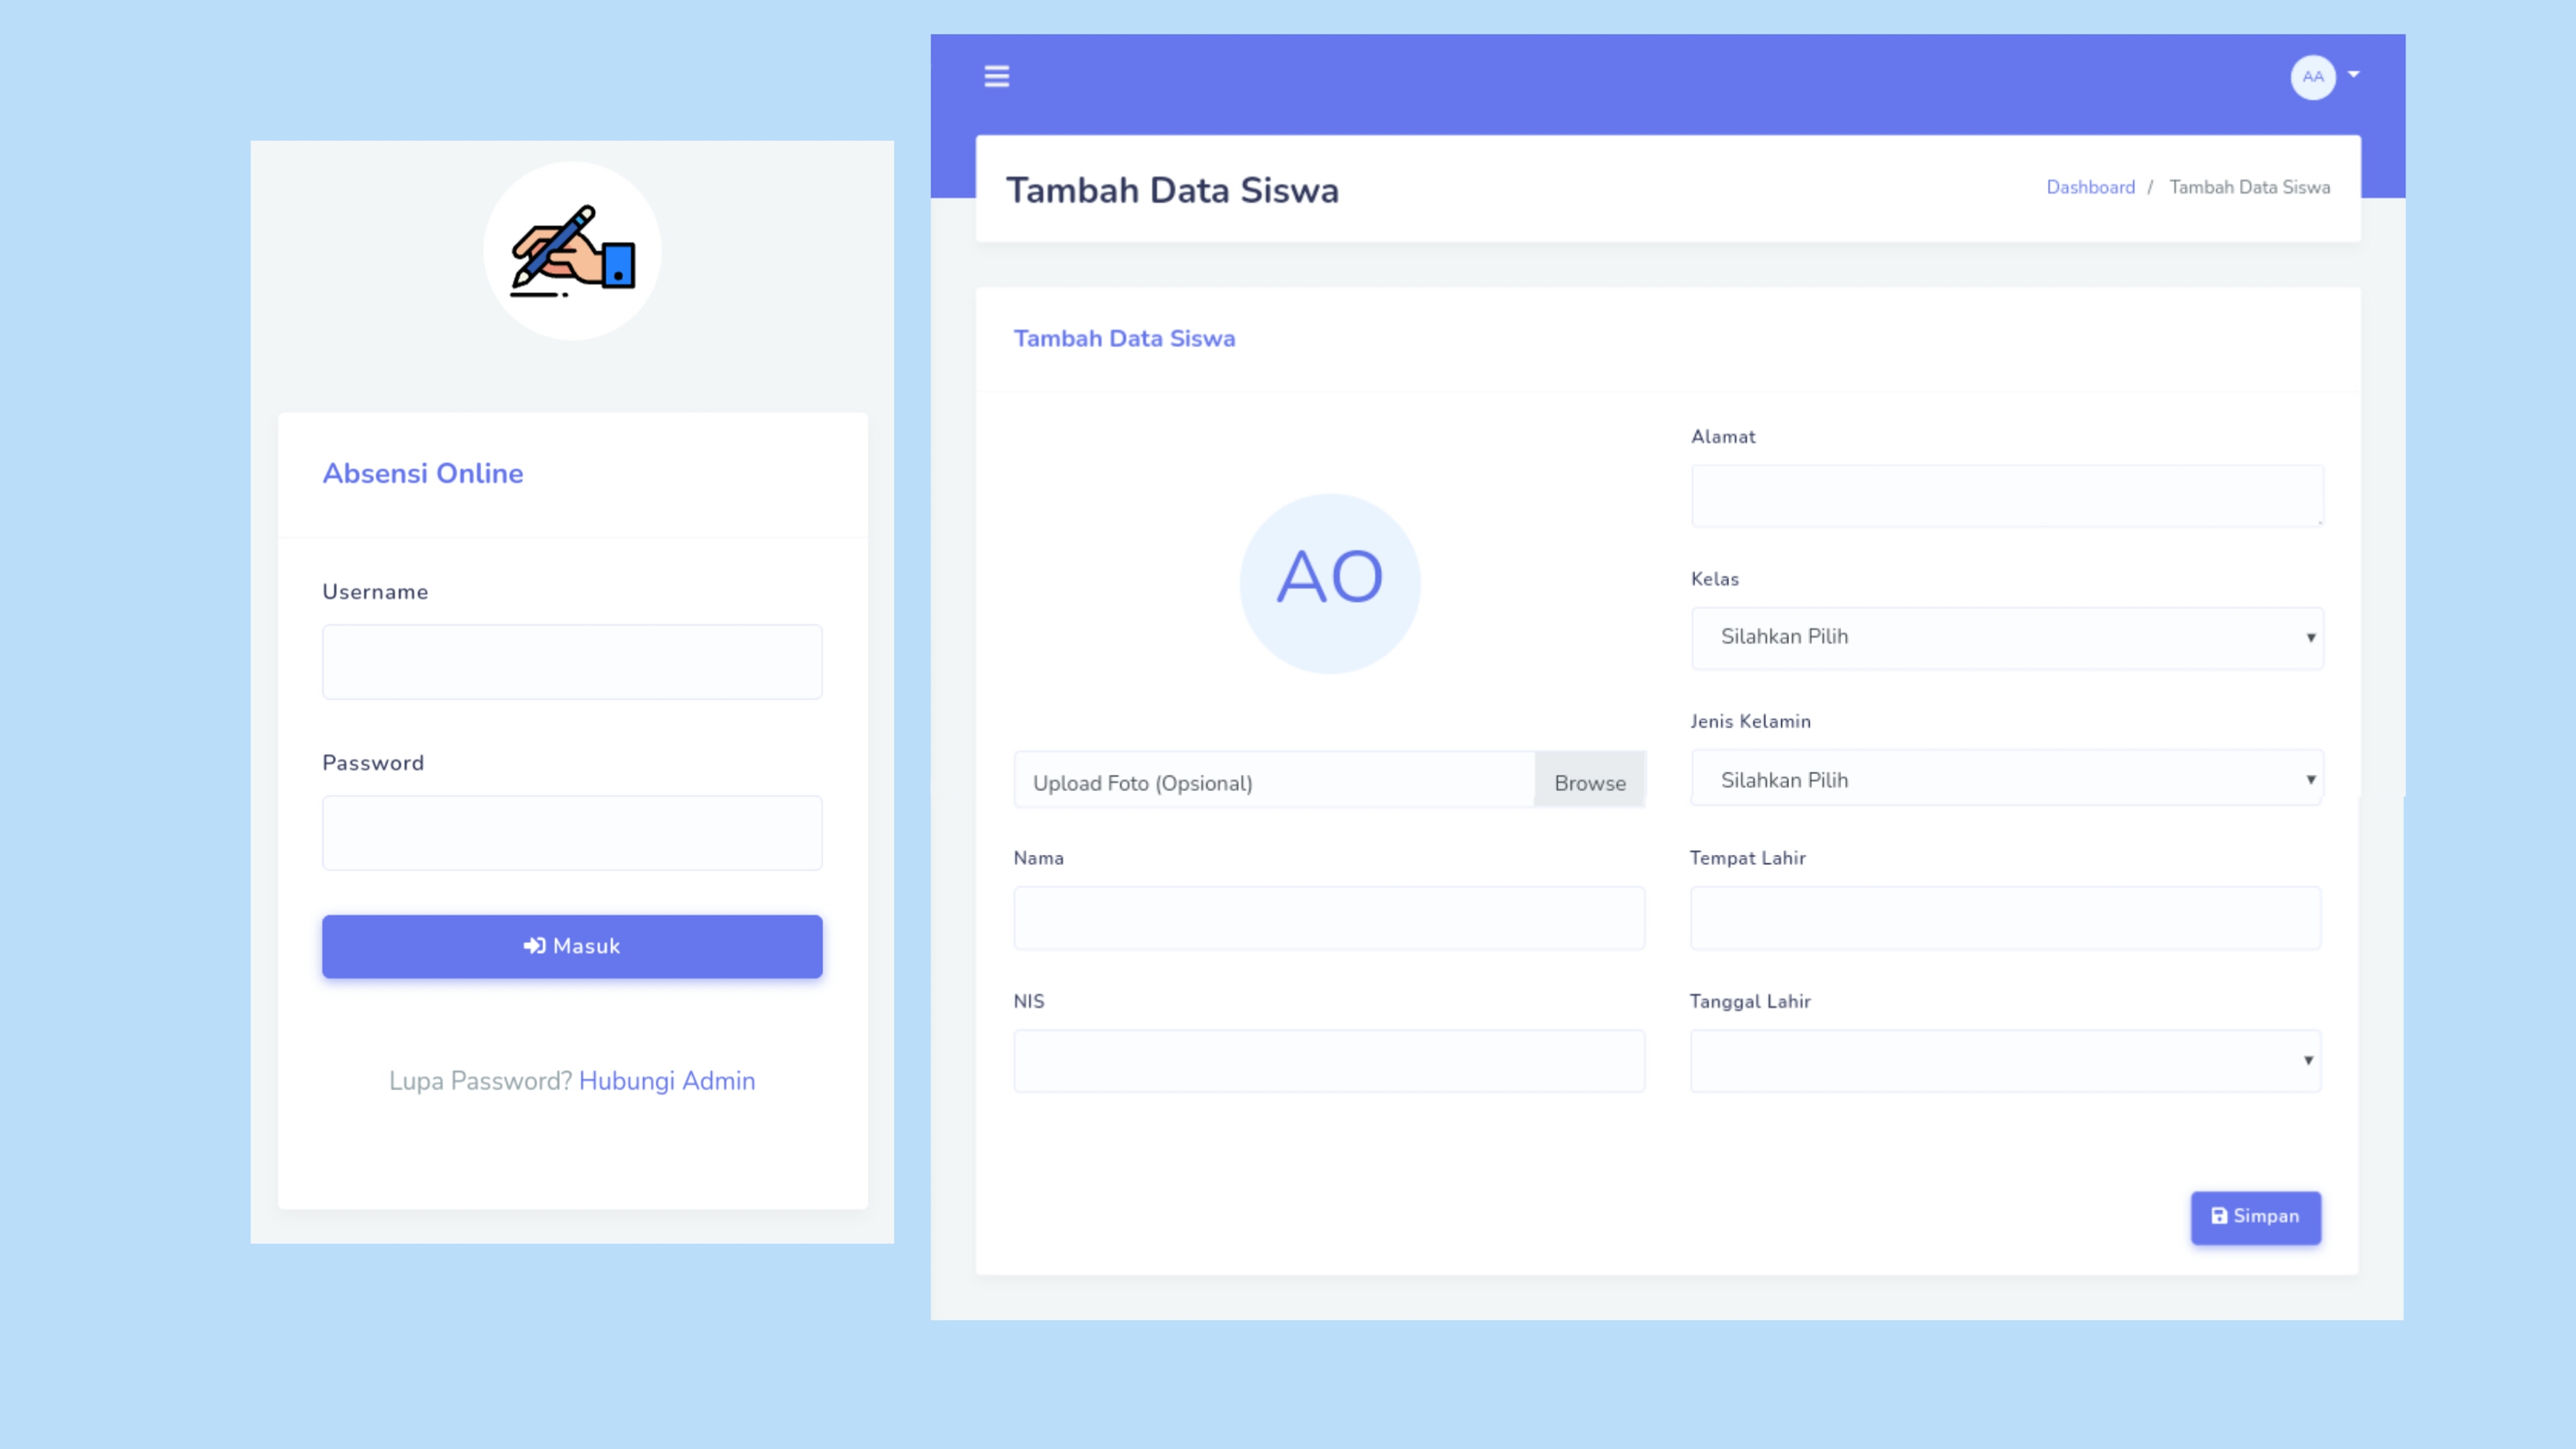 Absensi Online
Username
Password
Masuk
Lupa Password? Hubungi Admin
AA
Tambah Data Siswa
Dashboard / Tambah Data Siswa
Tambah Data Siswa
AO
Upload Foto (Opsional) Browse
Nama
NIS
Alamat
Kelas
Silahkan Pilih
Jenis Kelamin
Silahkan Pilih
Tempat Lahir
Tanggal Lahir
Simpan